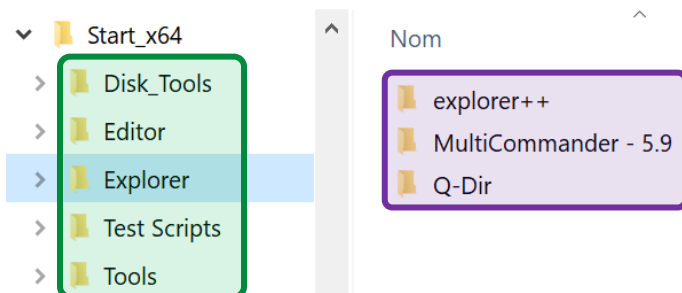 Start_x64
Disk_Tools
Editor
Explorer
Test Scripts
Tools
Nom
explorer++
MultiCommander - 5.9
Q-Dir